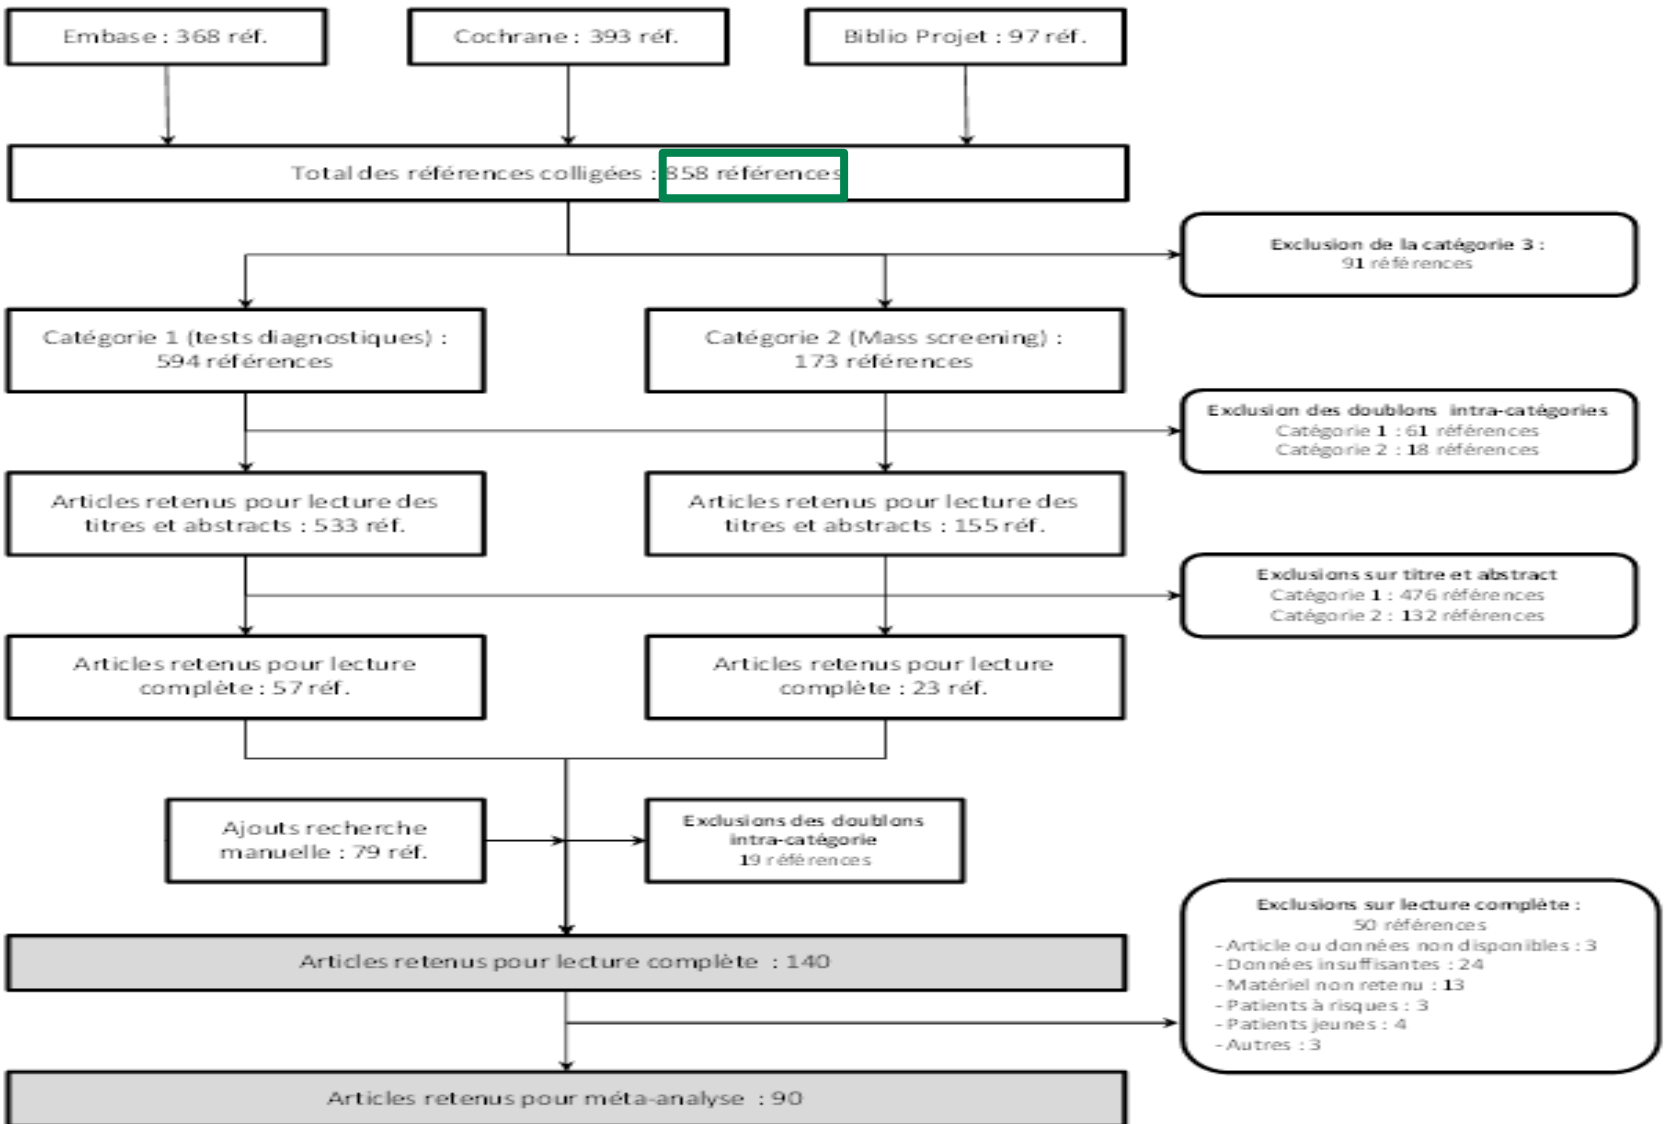 Embase : 368 réf.
Cochrane : 393 réf.
Biblio Projet : 97 réf.
Total des références colligées : 858 références
Exclusion de la catégorie 3 :
91 références
Catégorie 1 (tests diagnostiques) :
594 références
Catégorie 2 (Mass screening) :
173 références
Exclusion des doublons intra-catégories
Catégorie 1 : 61 références
Catégorie 2 : 18 références
Articles retenus pour lecture des
titres et abstracts : 533 réf.
Articles retenus pour lecture des
titres et abstracts : 155 réf.
Exclusions sur titre et abstract
Catégorie 1 : 476 références
Catégorie 2 : 132 références
Articles retenus pour lecture
complète : 57 réf.
Articles retenus pour lecture
complète : 23 réf.
Ajouts recherche
manuelle : 79 réf.
Exclusions des doublons
intra-catégorie
19 références
Exclusions sur lecture complète :
50 références
- Article ou données non disponibles : 3
- Données insuffisantes : 24
- Matériel non retenu : 13
- Patients à risques : 3
- Patients jeunes : 4
- Autres : 3
Articles retenus pour lecture complète : 140
Articles retenus pour méta-analyse : 90